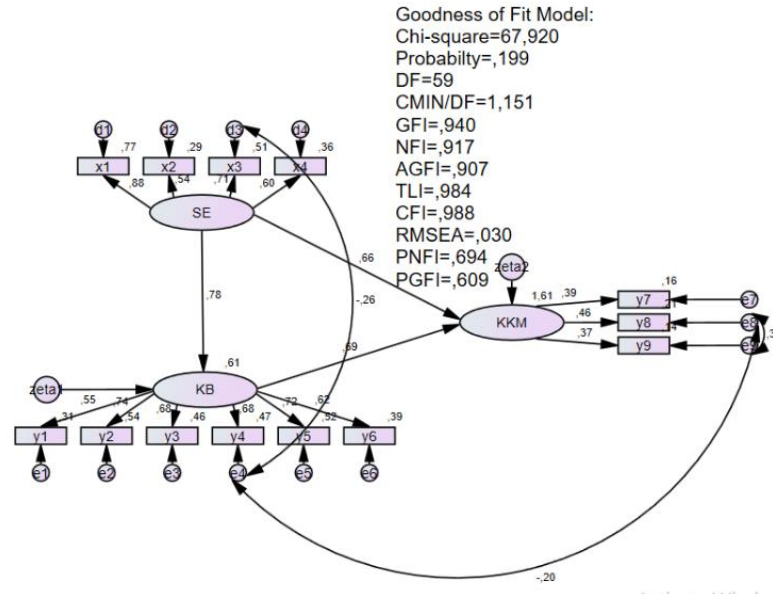 Goodness of Fit Model:
Chi-square=67,920
Probabilty=,199
DF=59
CMIN/DF=1,151
GFI=,940
NFI=,917
AGFI=,907
TLI=,984
CFI=,988
RMSEA=,030
PNFI=,694
PGFI=,609
d1 d2 d3 d4
,77 ,29 ,51 ,36
x1 x2 x3 x4
,88 ,54 ,71 ,60
SE
,66
zeta2
,78
-,26
1,61 ,39 y7 ,16 e7
KKM ,46 y8 e8
,37 y9 ,14 e9
,69
,61
zeta1 KB
,55 ,74 ,68 ,68 ,72 ,62
,31 ,54 ,46 ,47 ,52 ,39
y1 y2 y3 y4 y5 y6
e1 e2 e3 e4 e5 e6
-,20